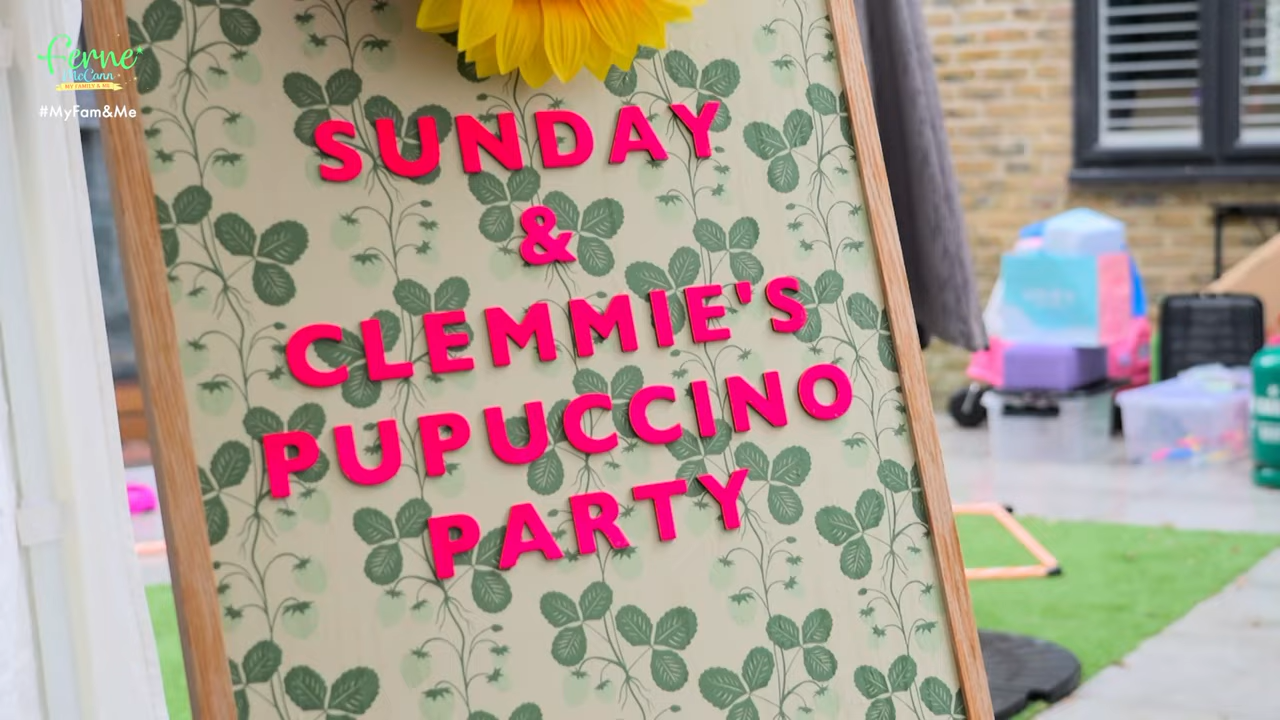 ferne
McCann
MY FAMILY & ME
#MyFam&Me
SUNDAY
&
CLEMMIE'S
PUPUCCINO
PARTY